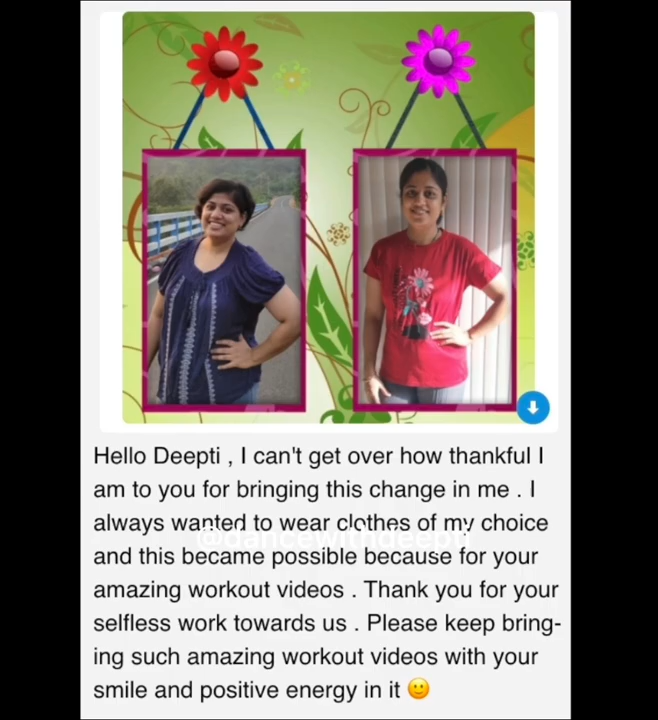 Hello Deepti , I can't get over how thankful I
am to you for bringing this change in me . I
always wanted to wear clothes of my choice
@dancewithdeepti
and this became possible because for your
amazing workout videos . Thank you for your
selfless work towards us . Please keep bring-
ing such amazing workout videos with your
smile and positive energy in it 🙂